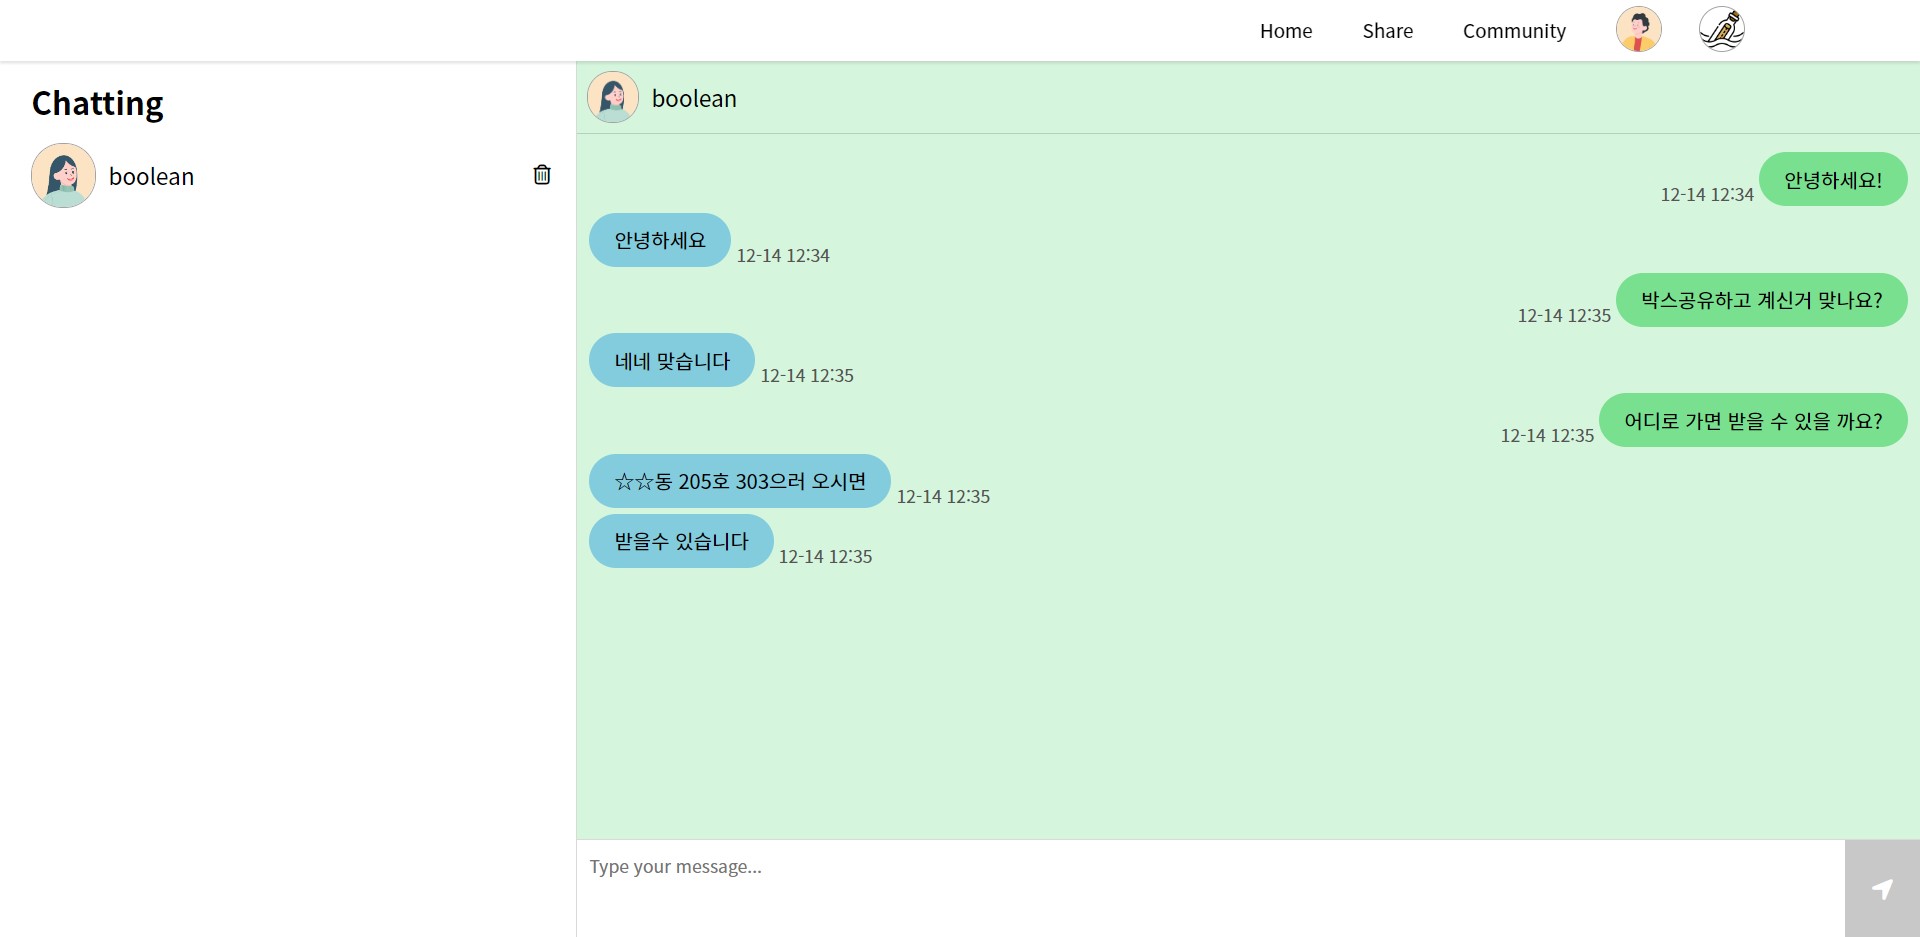 Home
Share
Community
Chatting
boolean
boolean
안녕하세요!
12-14 12:34
안녕하세요
12-14 12:34
박스공유하고 계신거 맞나요?
12-14 12:35
네네 맞습니다
12-14 12:35
어디로 가면 받을 수 있을 까요?
12-14 12:35
☆☆동 205호 303으러 오시면
12-14 12:35
받을수 있습니다
12-14 12:35
Type your message...